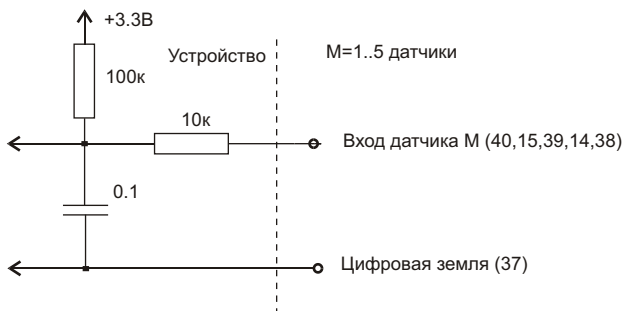 +3.3В
Устройство
М=1..5 датчики
100к
10к
Вход датчика М (40,15,39,14,38)
0.1
Цифровая земля (37)